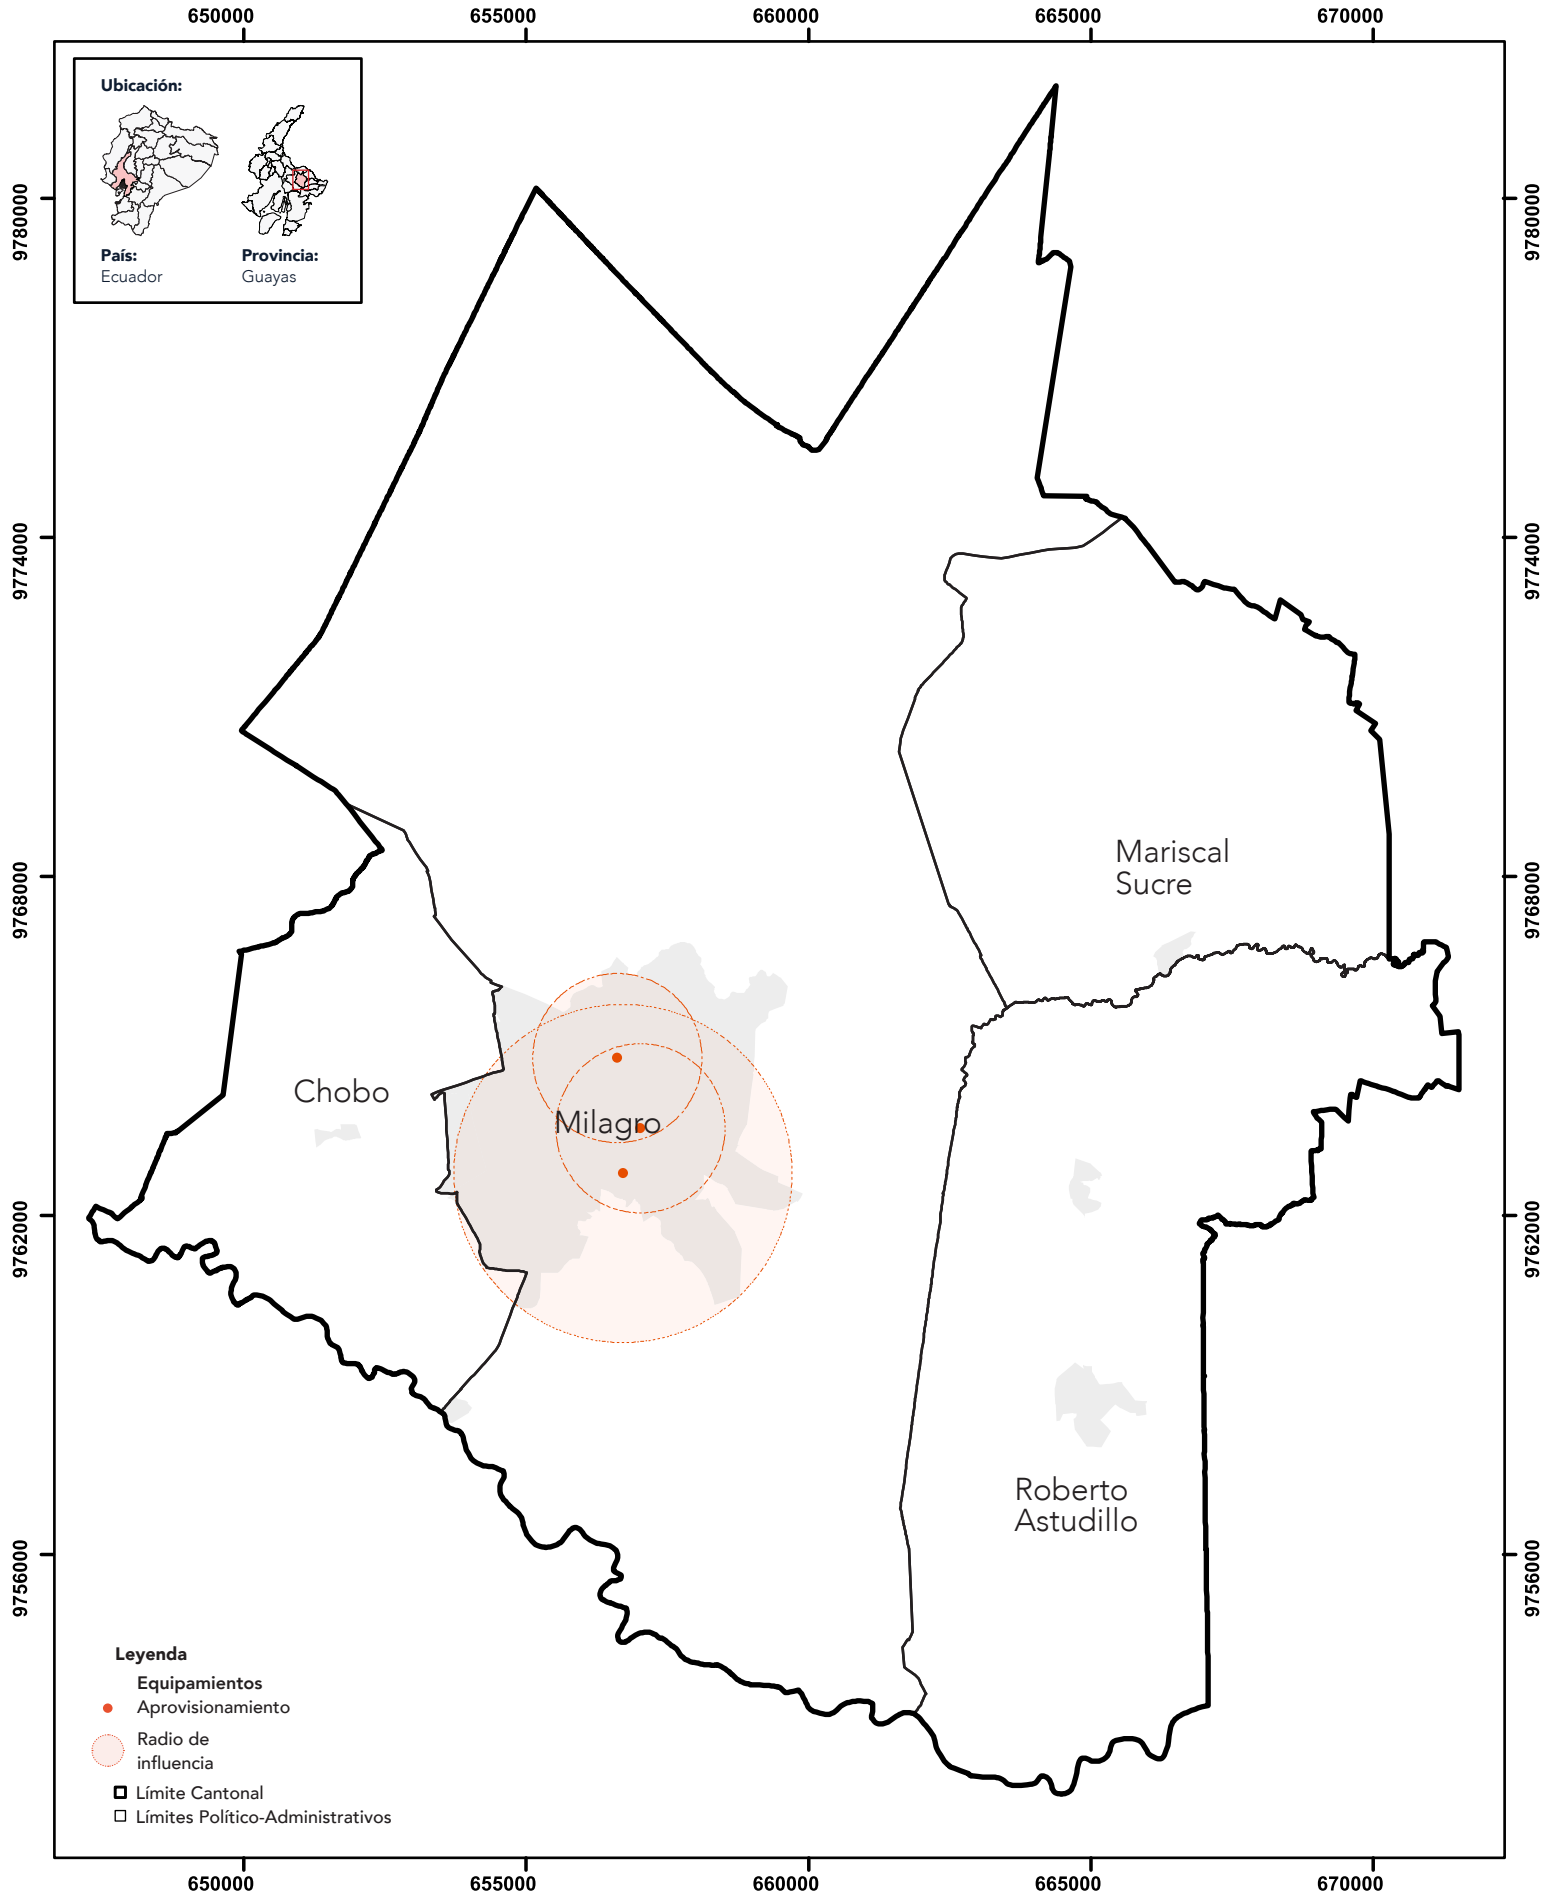 650000
655000
660000
665000
670000
Ubicación:
País:
Ecuador
Provincia:
Guayas
9780000
9780000
9774000
9774000
9768000
9768000
9762000
9762000
9756000
9756000
Mariscal
Sucre
Chobo
Milagro
Roberto
Astudillo
Leyenda
Equipamientos
Aprovisionamiento
Radio de
influencia
Límite Cantonal
Límites Político-Administrativos
650000
655000
660000
665000
670000